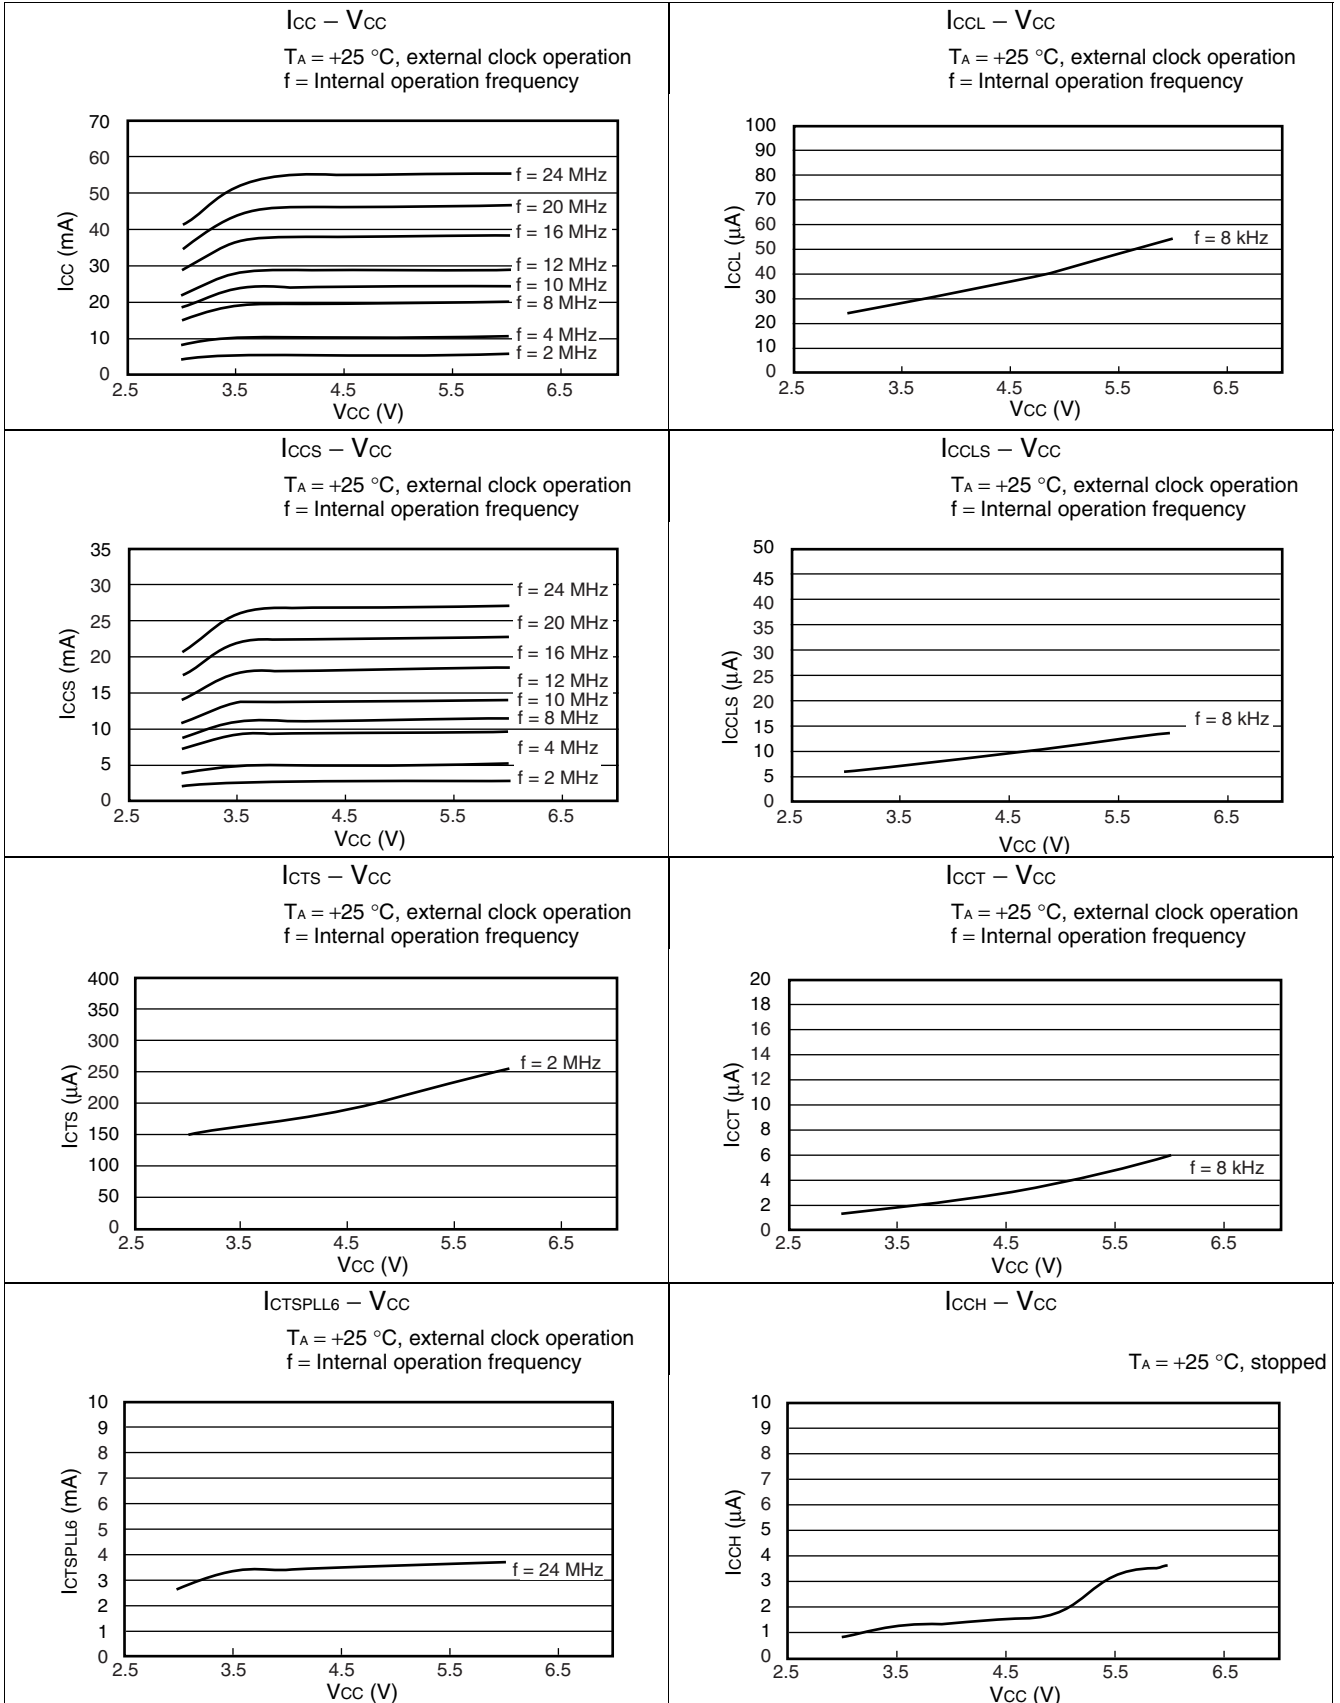 ICC – VCC
TA = +25 °C, external clock operation
f = Internal operation frequency
70
60
50
40
30
20
10
0
ICC (mA)
f = 24 MHz
f = 20 MHz
f = 16 MHz
f = 12 MHz
f = 10 MHz
f = 8 MHz
f = 4 MHz
f = 2 MHz
2.5 3.5 4.5 5.5 6.5
VCC (V)
ICCL – VCC
TA = +25 °C, external clock operation
f = Internal operation frequency
100
90
80
70
60
50
40
30
20
10
0
ICCL (μA)
f = 8 kHz
2.5 3.5 4.5 5.5 6.5
VCC (V)
ICCS – VCC
TA = +25 °C, external clock operation
f = Internal operation frequency
35
30
25
20
15
10
5
0
ICCS (mA)
f = 24 MHz
f = 20 MHz
f = 16 MHz
f = 12 MHz
f = 10 MHz
f = 8 MHz
f = 4 MHz
f = 2 MHz
2.5 3.5 4.5 5.5 6.5
VCC (V)
ICCLS – VCC
TA = +25 °C, external clock operation
f = Internal operation frequency
50
45
40
35
30
25
20
15
10
5
0
ICCLS (μA)
f = 8 kHz
2.5 3.5 4.5 5.5 6.5
VCC (V)
ICTS – VCC
TA = +25 °C, external clock operation
f = Internal operation frequency
400
350
300
250
200
150
100
50
0
ICTS (μA)
f = 2 MHz
2.5 3.5 4.5 5.5 6.5
VCC (V)
ICCT – VCC
TA = +25 °C, external clock operation
f = Internal operation frequency
20
18
16
14
12
10
8
6
4
2
0
ICCT (μA)
f = 8 kHz
2.5 3.5 4.5 5.5 6.5
VCC (V)
ICTSPLL6 – VCC
TA = +25 °C, external clock operation
f = Internal operation frequency
10
9
8
7
6
5
4
3
2
1
0
ICTSPLL6 (mA)
f = 24 MHz
2.5 3.5 4.5 5.5 6.5
VCC (V)
ICCH – VCC
TA = +25 °C, stopped
10
9
8
7
6
5
4
3
2
1
0
ICCH (μA)
2.5 3.5 4.5 5.5 6.5
VCC (V)